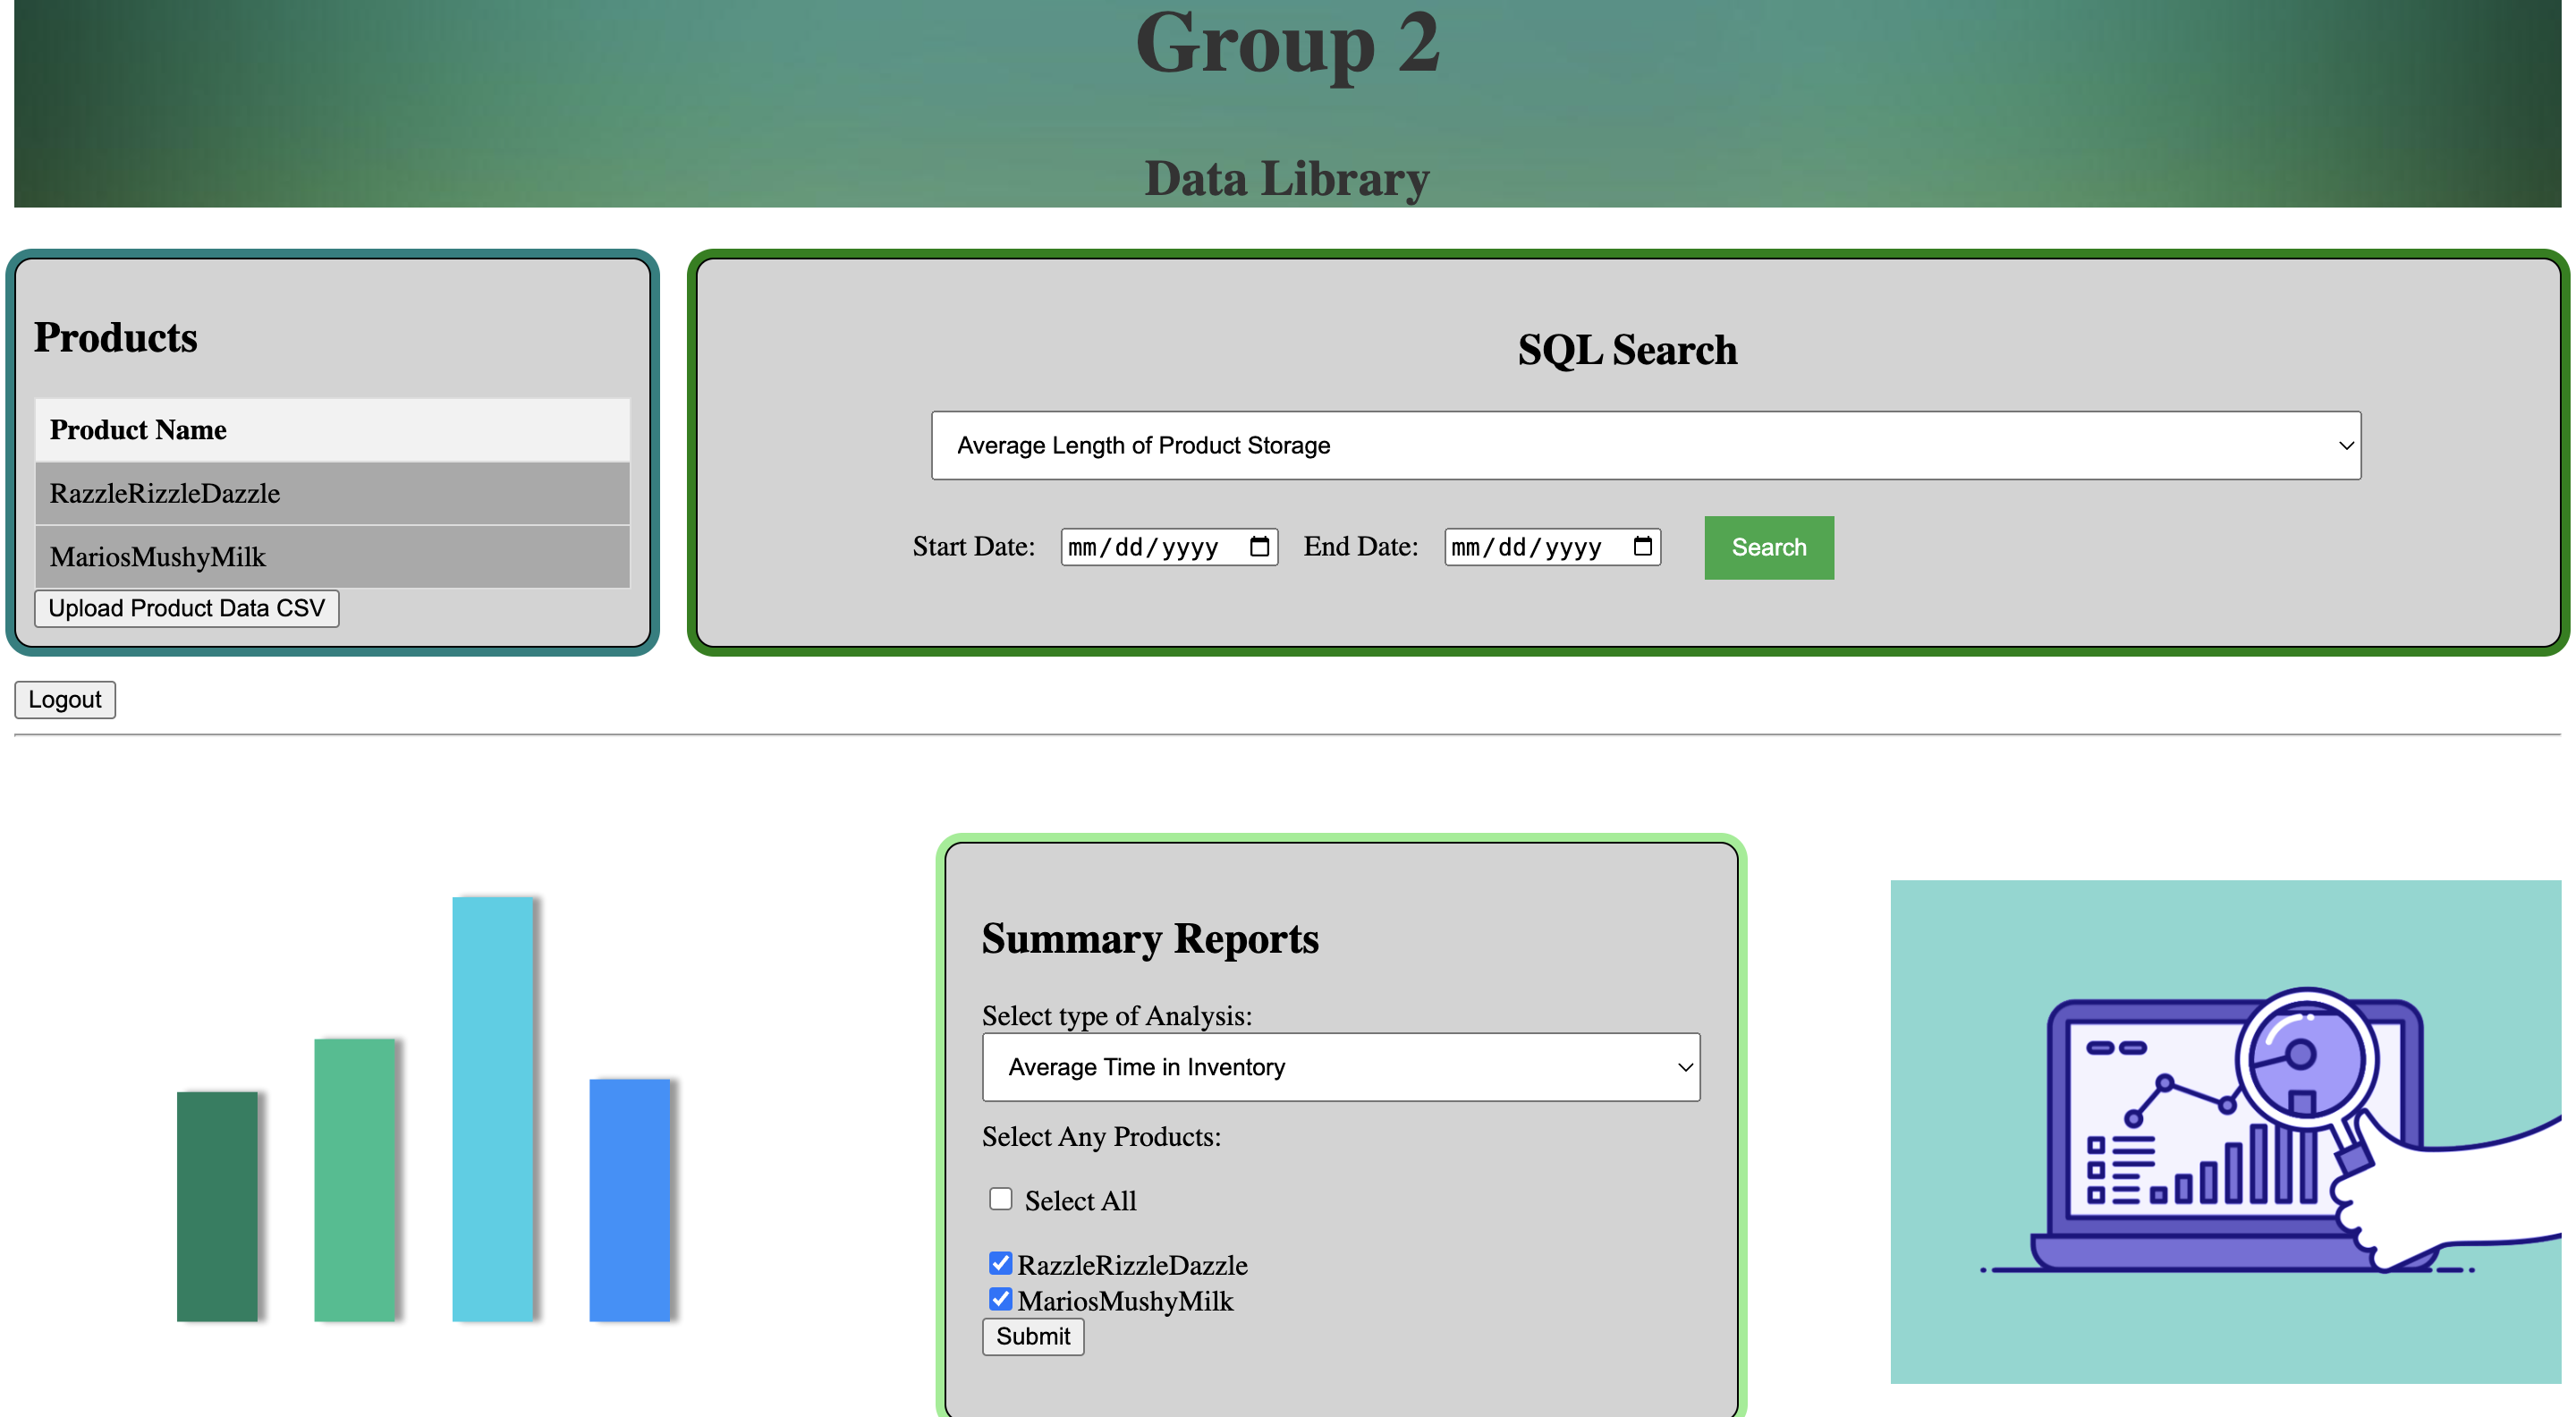 Group 2
Data Library
Products
Product Name
RazzleRizzleDazzle
MariosMushyMilk
Upload Product Data CSV
SQL Search
Average Length of Product Storage
Start Date: mm/dd/yyyy End Date: mm/dd/yyyy Search
Logout
Summary Reports
Select type of Analysis:
Average Time in Inventory
Select Any Products:
Select All
RazzleRizzleDazzle
MariosMushyMilk
Submit